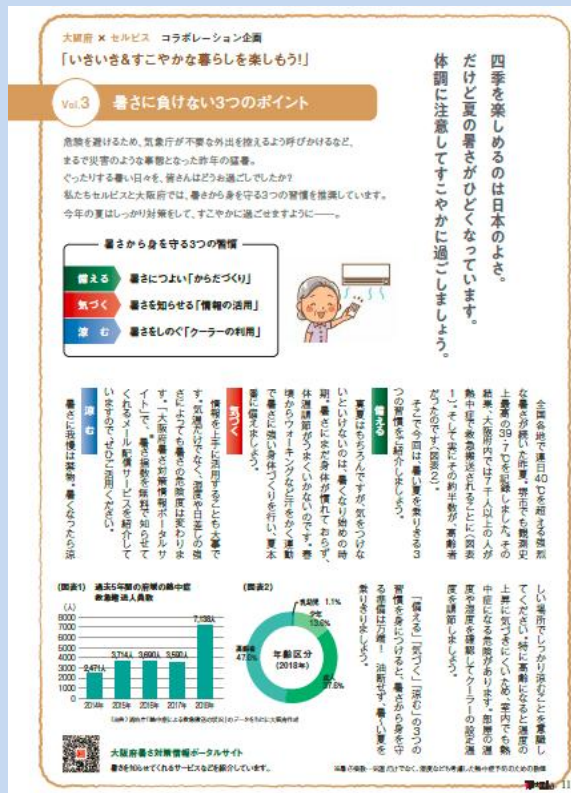 大阪府 × セルビス コラボレーション企画
「いきいき&すこやかな暮らしを楽しもう!」
Vol.3 暑さに負けない3つのポイント
四季を楽しめるのは日本のよさ。
だけど夏の暑さがひどくなっています。
体調に注意してすこやかに過ごしましょう。
危険を避けるため、気象庁が不要な外出を控えるよう呼びかけるなど、
まるで災害のような事態となった昨年の猛暑。
ぐったりする暑い日々を、皆さんはどうお過ごしでしたか?
私たちセルビスと大阪府では、暑さから身を守る3つの習慣を推奨しています。
今年の夏はしっかり対策をして、すこやかに過ごせますように――。
暑さから身を守る3つの習慣
備える 暑さにつよい「からだづくり」
気づく 暑さを知らせる「情報の活用」
涼む 暑さをしのぐ「クーラーの利用」
全国各地で連日40℃を超える強烈
な暑さが続いた昨夏。堺市でも観測史
上最高の39.7℃を記録しました。その
結果、大阪府内では7千人以上の人が
熱中症で救急搬送されることに(図表
1)。そして実にその約半数が、高齢者
だったのです(図表2)。
そこで今回は、暑い夏を乗りきる3
つの習慣をご紹介しましょう。
備える
真夏はもちろんですが、気をつけな
いといけないのは、暑くなり始めの時
期。暑さにまだ身体が慣れておらず、
体温調節がうまくいかないのです。春
頃からウォーキングなど汗をかく運動
で暑さに強い身体づくりを行い、夏本
番に備えましょう。
気づく
情報を上手に活用することも大事で
す。気温だけでなく、湿度や日差しの強
さによっても暑さの危険度は変わりま
す。「大阪府暑さ対策情報ポータルサ
イト」で、暑さ指数を無料で知らせて
くれるメール配信サービスを紹介して
いますので、ぜひご活用ください。
涼む
暑さに我慢は禁物。暑くなったら涼
しい場所でしっかり涼むことを意識し
てください。特に高齢になると温度の
上昇に気づきにくいため、室内でも熱
中症になる危険があります。部屋の温
度や湿度を確認してクーラーの設定温
度を調節しましょう。
「備える」「気づく」「涼む」の3つの
習慣を身につけると、暑さから身を守
る準備は万端! 油断せず、暑〜い夏を
乗りきりましょう。
(図表1) 過去5年間の府域の熱中症
救急搬送人員数
(人)
8000
7000
6000
5000
4000
3000
2000
1000
0
2,471人
3,714人
3,690人
3,590人
7,138人
2014年 2015年 2016年 2017年 2018年
(図表2)
乳幼児 1.1%
少年
13.6%
成人
37.8%
高齢者
47.5%
年齢区分
(2018年)
大阪府暑さ対策情報ポータルサイト
暑さを知らせてくれるサービスなどを紹介しています。
11